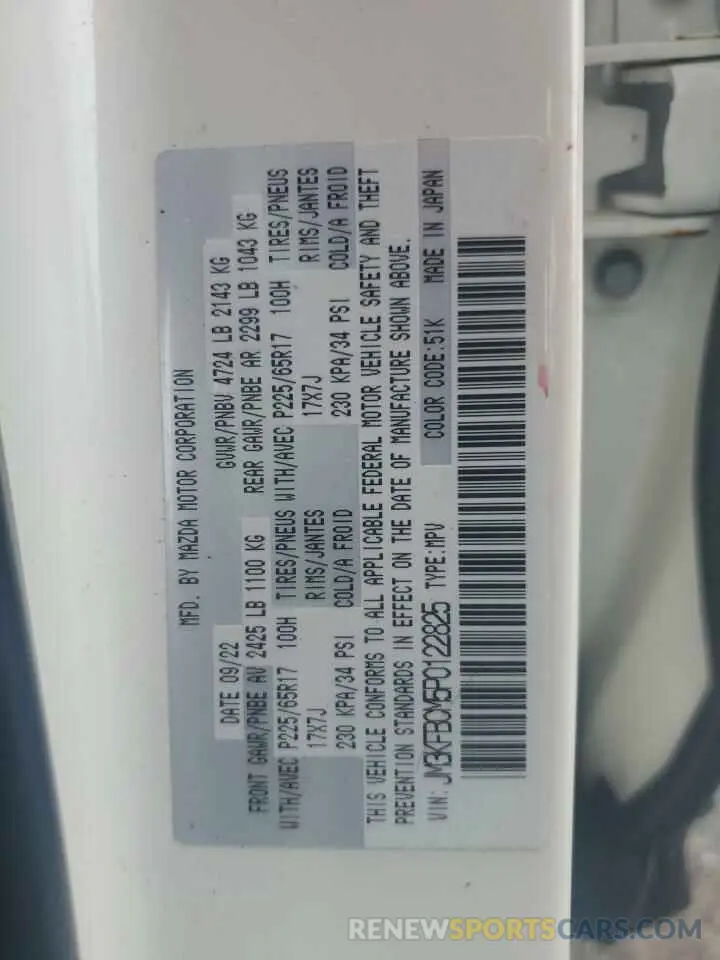 MFD. BY MAZDA MOTOR CORPORATION
DATE 09/22 GVWR/PNBV 4724 LB 2143 KG
FRONT GAWR/PNBE AV 2425 LB 1100 KG REAR GAWR/PNBE AR 2299 LB 1043 KG
WITH/AVEC P225/65R17 100H TIRES/PNEUS WITH/AVEC P225/65R17 100H TIRES/PNEUS
17X7J RIMS/JANTES 17X7J RIMS/JANTES
230 KPA/34 PSI COLD/A FROID 230 KPA/34 PSI COLD/A FROID
THIS VEHICLE CONFORMS TO ALL APPLICABLE FEDERAL MOTOR VEHICLE SAFETY AND THEFT
PREVENTION STANDARDS IN EFFECT ON THE DATE OF MANUFACTURE SHOWN ABOVE.
VIN: JM3KFBCM5P0122825 TYPE:MPV COLOR CODE:51K MADE IN JAPAN
RENEWSPORTCARS.COM